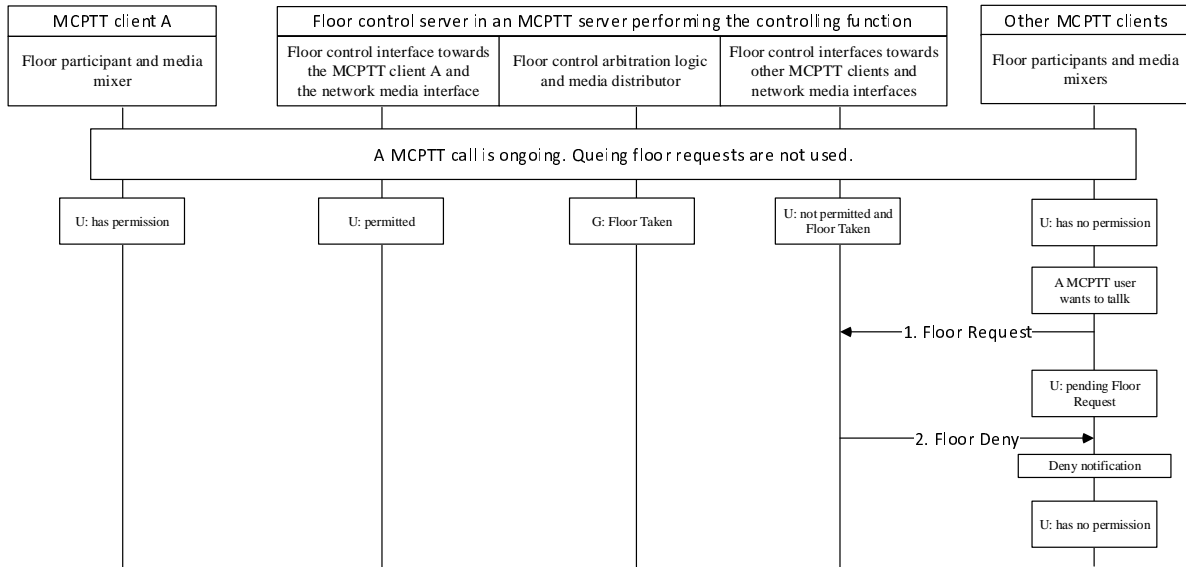 MCPTT client A
Floor control server in an MCPTT server performing the controlling function
Other MCPTT clients
Floor participant and media
mixer
Floor control interface towards
the MCPTT client A and
the network media interface
Floor control arbitration logic
and media distributor
Floor control interfaces towards
other MCPTT clients and
network media interfaces
Floor participants and media
mixers
A MCPTT call is ongoing. Queing floor requests are not used.
U: has permission
U: permitted
G: Floor Taken
U: not permitted and
Floor Taken
U: has no permission
A MCPTT user
wants to tallk
1. Floor Request
U: pending Floor
Request
2. Floor Deny
Deny notification
U: has no permission